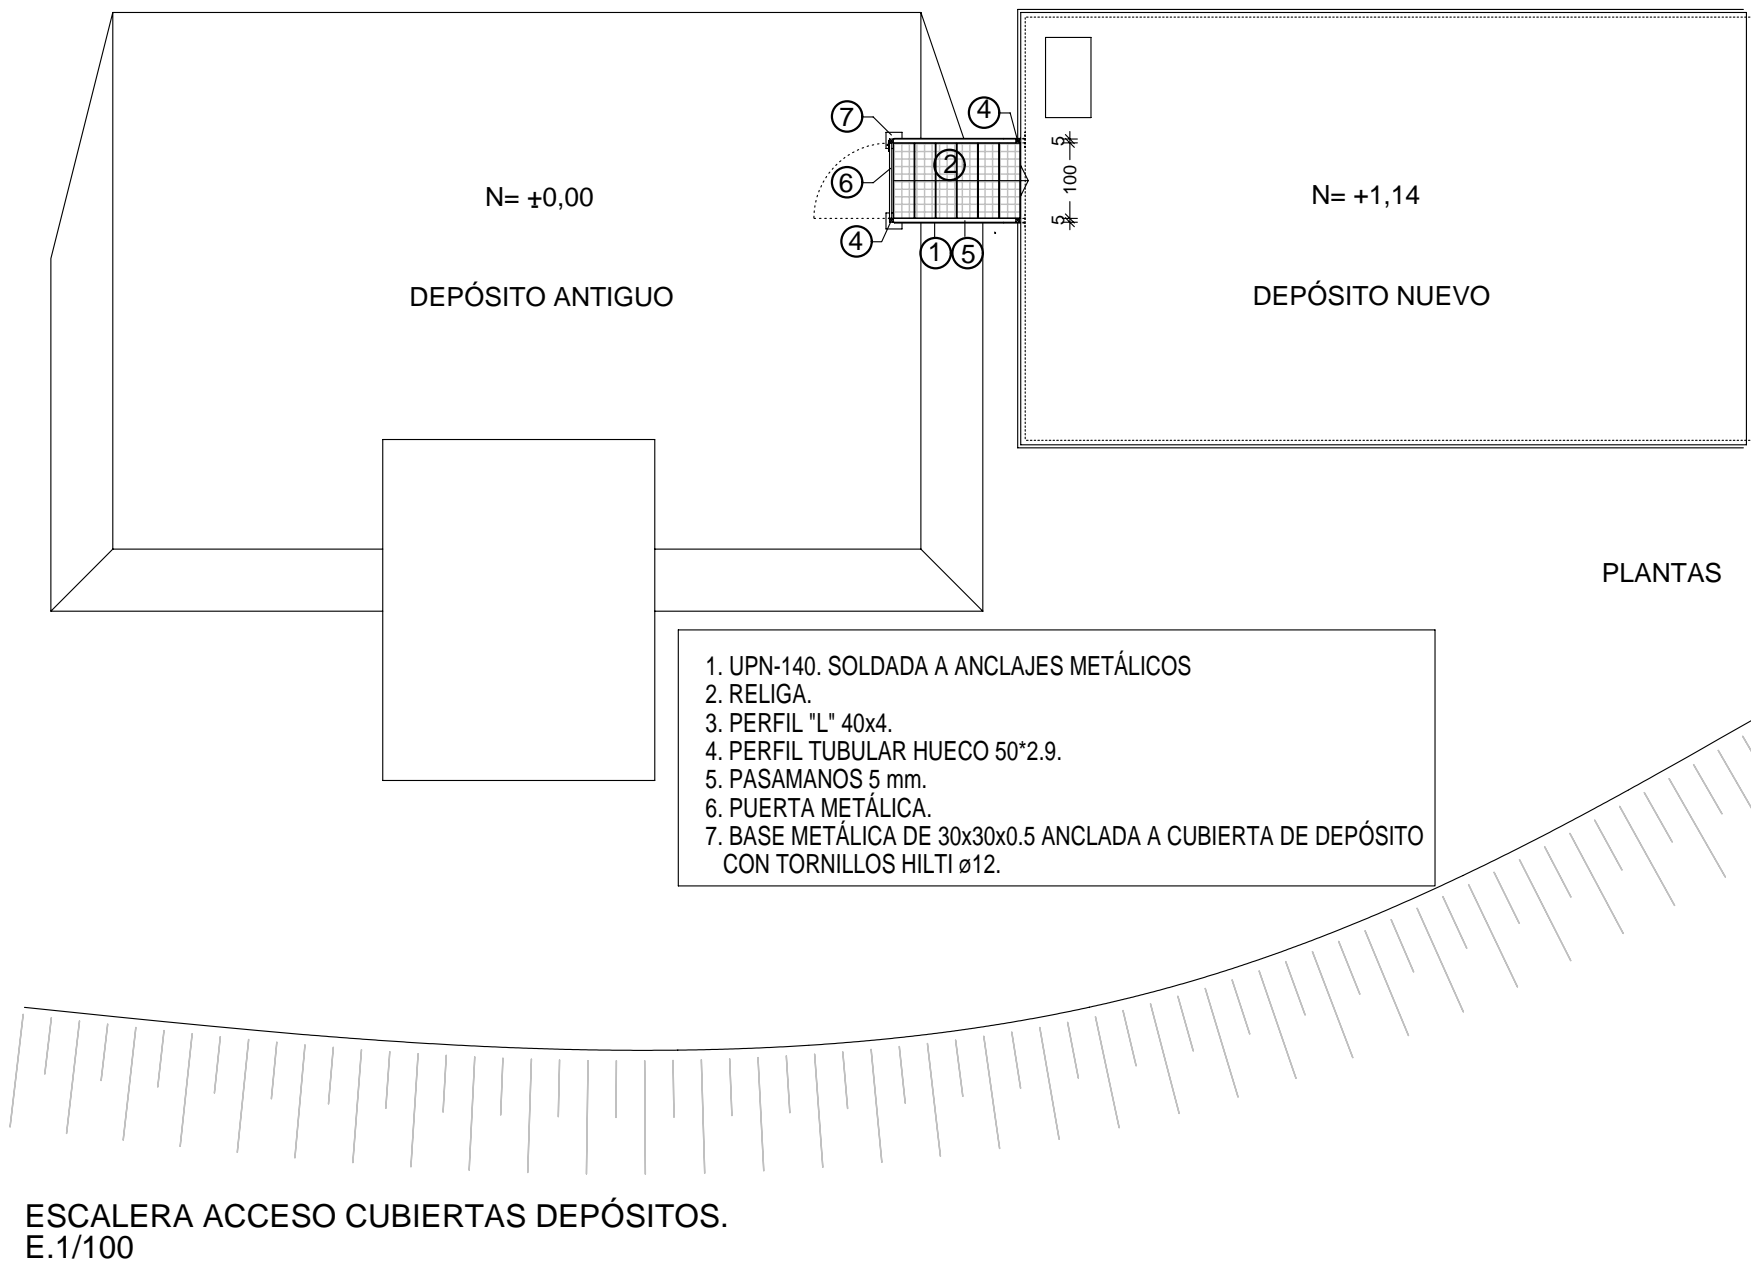 7
4
2
5
6
100
N= ±0,00
N= +1,14
5
4
1
5
DEPÓSITO ANTIGUO
DEPÓSITO NUEVO
PLANTAS
1. UPN-140. SOLDADA A ANCLAJES METÁLICOS
2. RELIGA.
3. PERFIL "L" 40x4.
4. PERFIL TUBULAR HUECO 50*2.9.
5. PASAMANOS 5 mm.
6. PUERTA METÁLICA.
7. BASE METÁLICA DE 30x30x0.5 ANCLADA A CUBIERTA DE DEPÓSITO
CON TORNILLOS HILTI ø12.
ESCALERA ACCESO CUBIERTAS DEPÓSITOS.
E.1/100